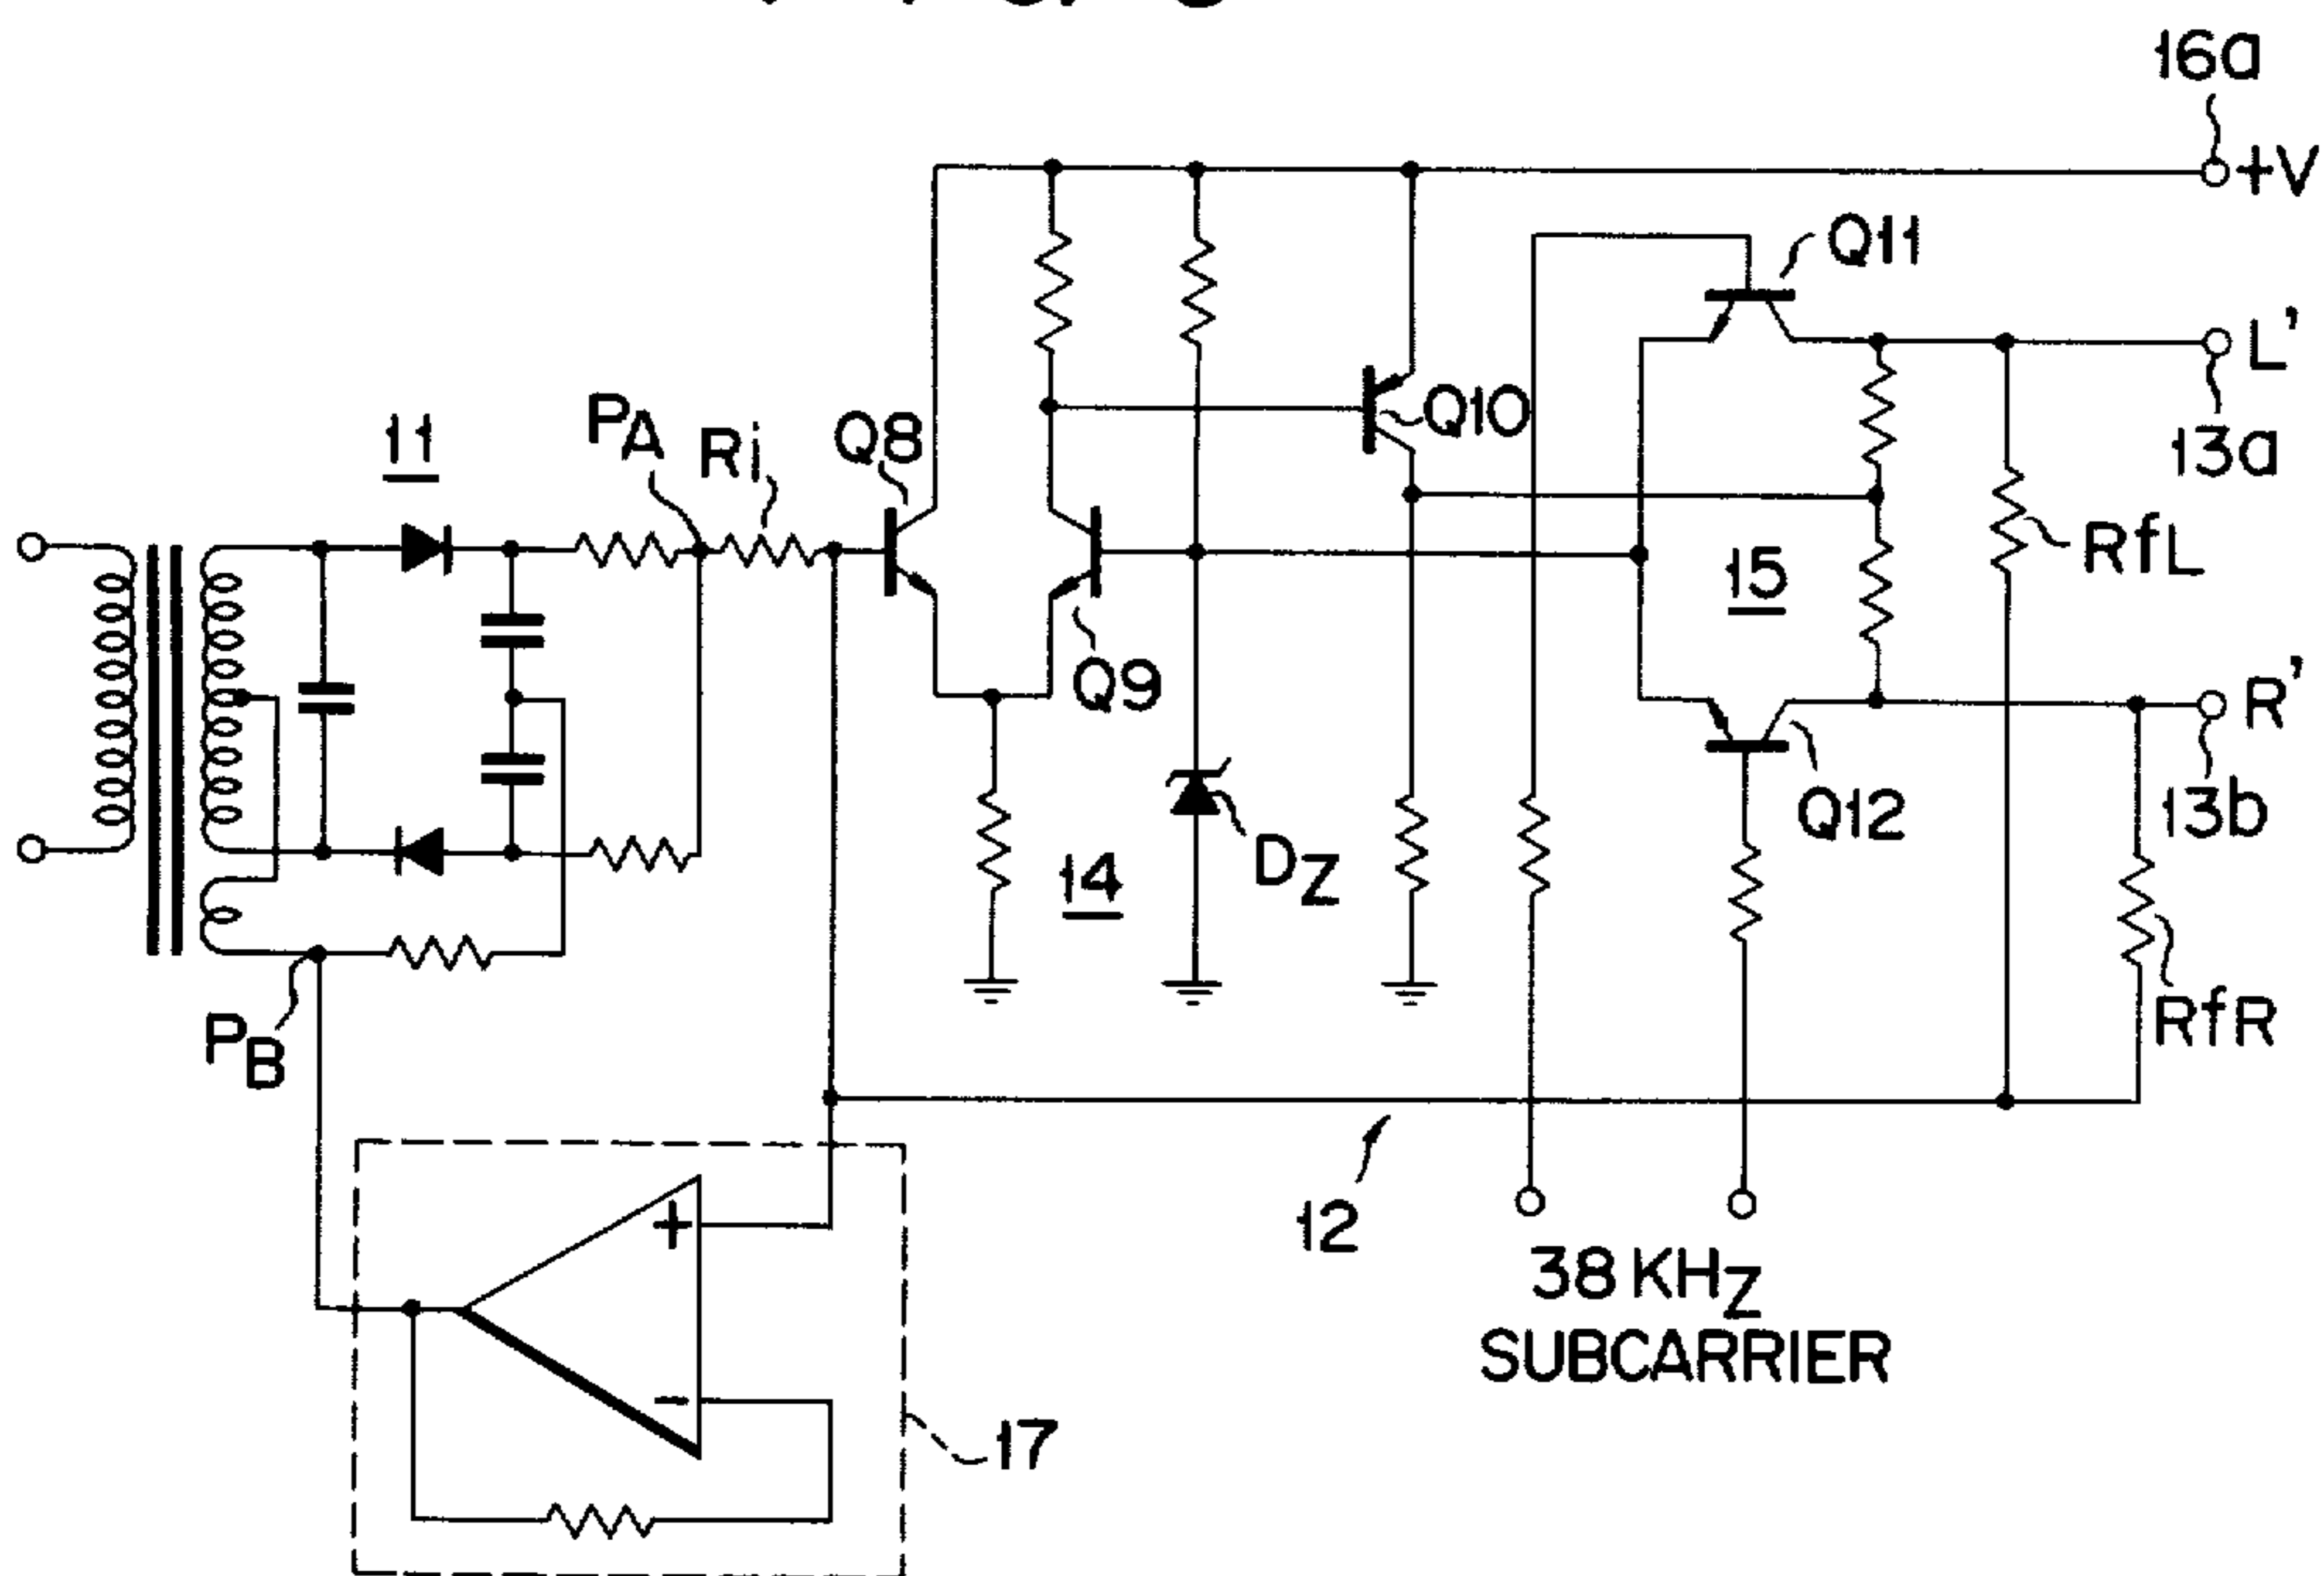 16a
+V
Q11
L'
13a
11
PA
Ri
Q8
Q10
RfL
15
Q9
R'
13b
Q12
DZ
14
PB
RfR
12
+
38 KHZ
SUBCARRIER
-
17